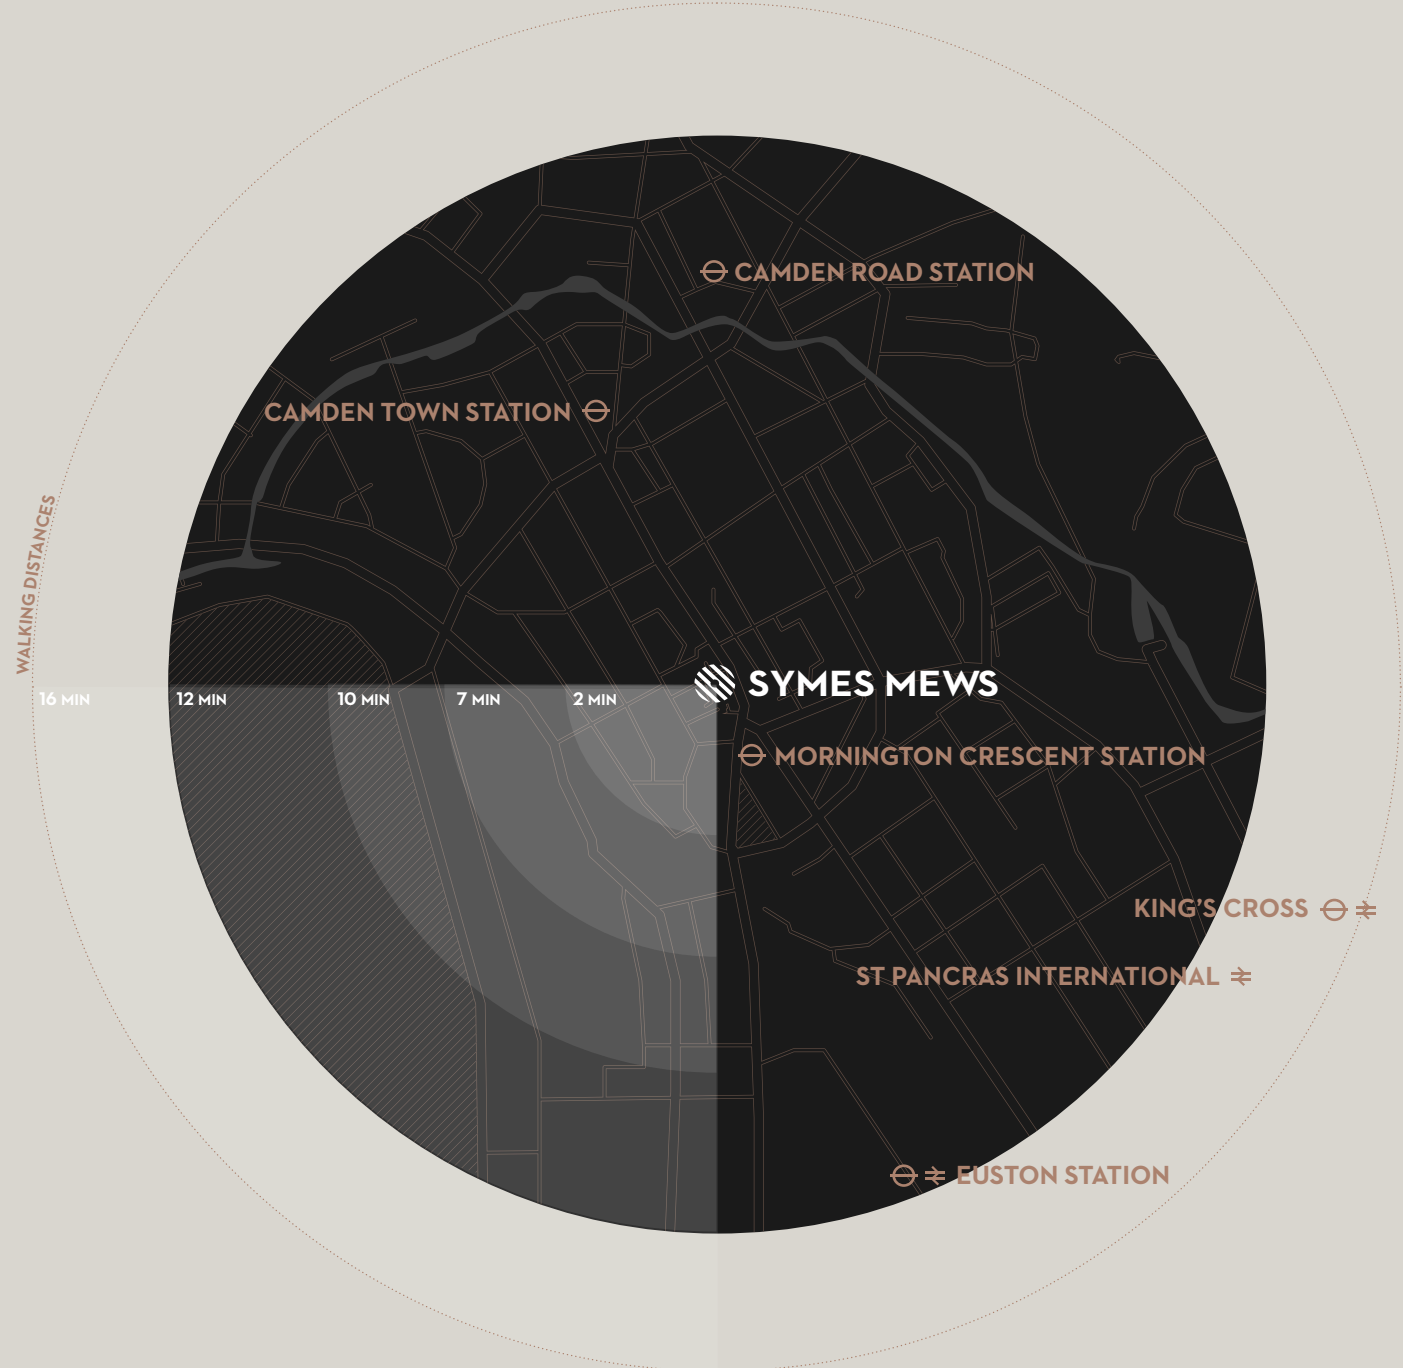 CAMDEN ROAD STATION
CAMDEN TOWN STATION
WALKING DISTANCES
16 MIN
12 MIN
10 MIN
7 MIN
2 MIN
SYMES MEWS
MORNINGTON CRESCENT STATION
KING'S CROSS
ST PANCRAS INTERNATIONAL
EUSTON STATION